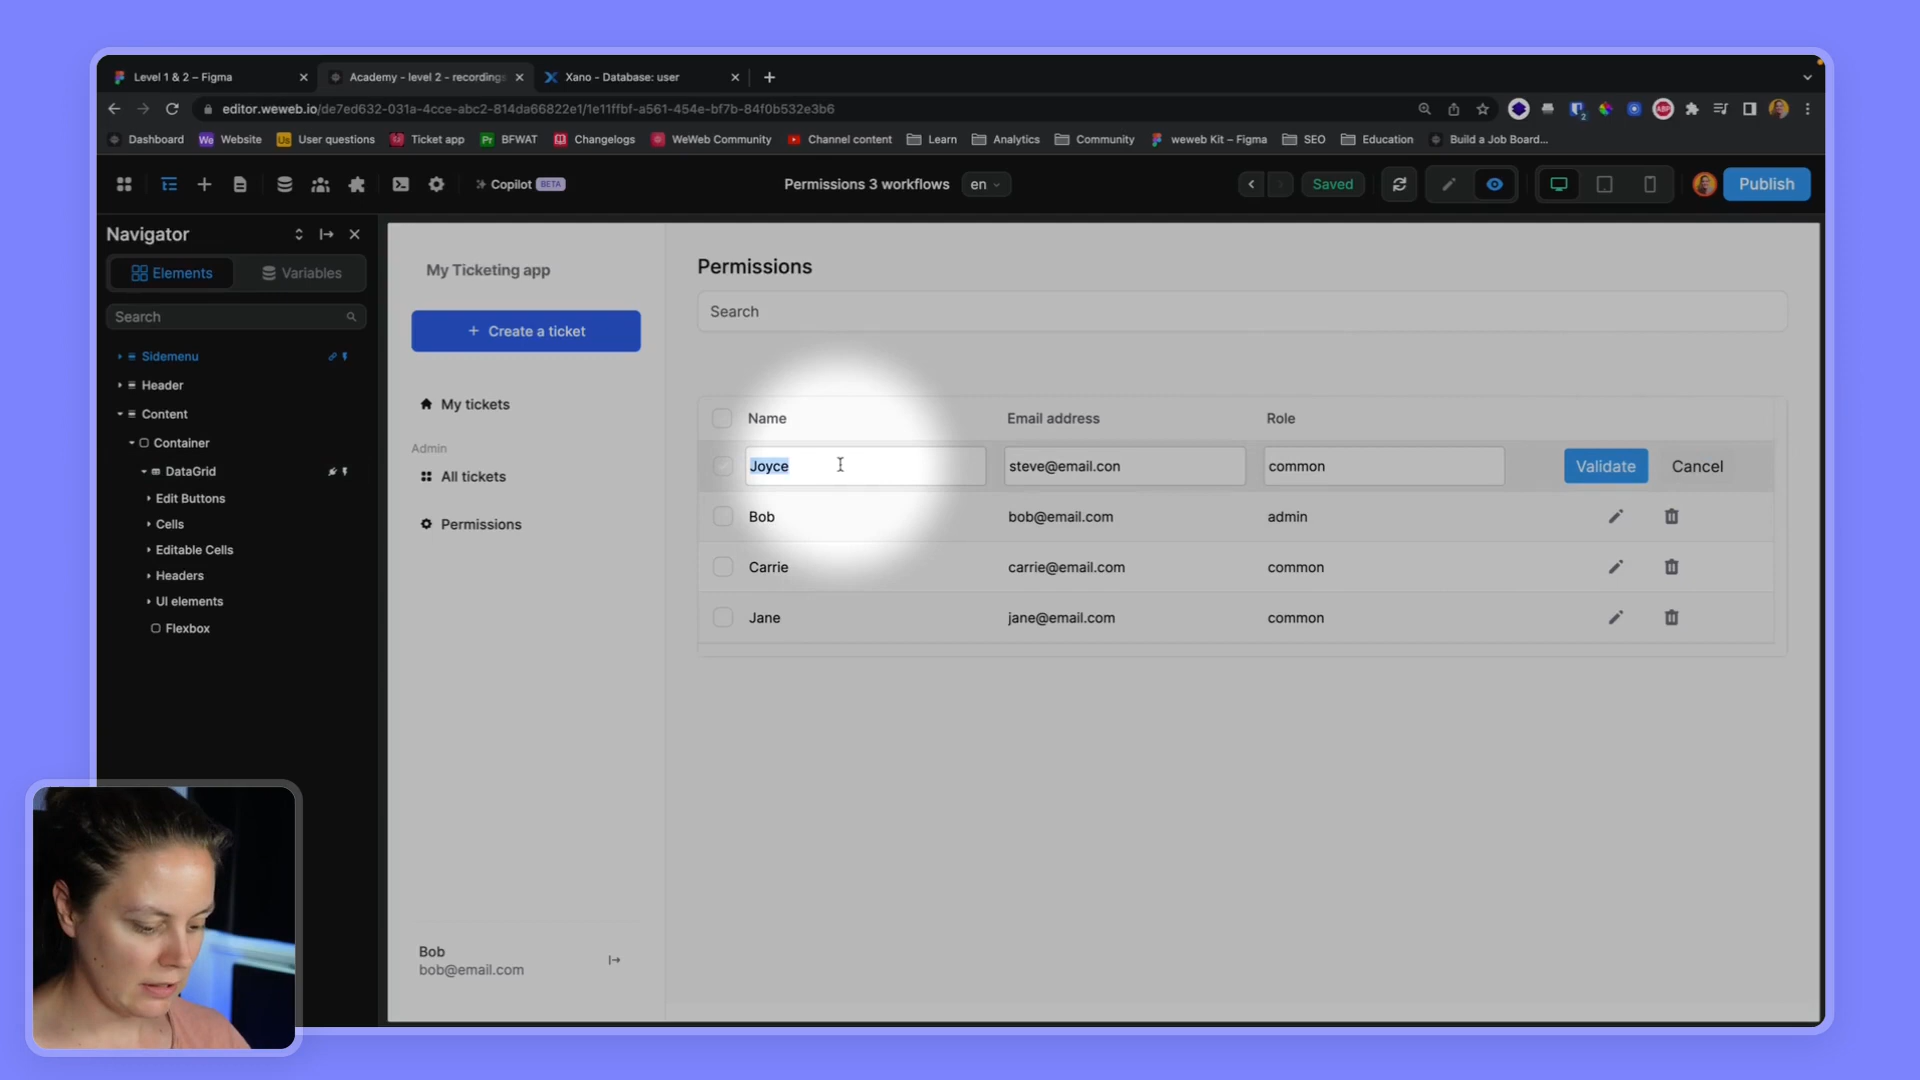 Level 1 & 2 – Figma
Academy - level 2 - recordings
Xano - Database: user
editor.weweb.io/de7ed632-031a-4cce-abc2-814da66822e1/1e11ffbf-a561-454e-bf7b-84f0b532e3b6
Dashboard
We Website
Us User questions
Ticket app
Pr BFWAT
Changelogs
WeWeb Community
Channel content
Learn
Analytics
Community
weweb Kit – Figma
SEO
Education
Build a Job Board...
Copilot BETA
Permissions 3 workflows
en
Saved
Publish
Navigator
Elements
Variables
Search
Sidemenu
Header
Content
Container
DataGrid
Edit Buttons
Cells
Editable Cells
Headers
UI elements
Flexbox
My Ticketing app
+ Create a ticket
My tickets
Admin
All tickets
Permissions
Bob
bob@email.com
Permissions
Search
Name Email address Role
Joyce steve@email.con common Validate Cancel
Bob bob@email.com admin
Carrie carrie@email.com common
Jane jane@email.com common